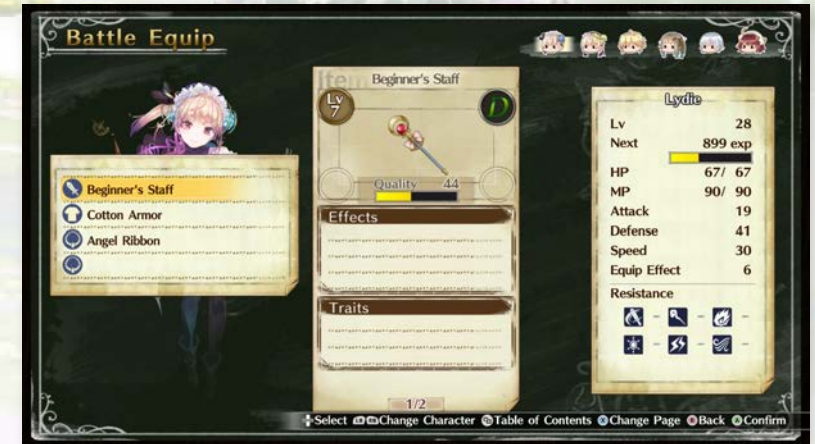 Battle Equip
Beginner's Staff
Cotton Armor
Angel Ribbon
Item
Beginner's Staff
Lv
7
D
Quality 44
Effects
Traits
1/2
Lydie
Lv 28
Next 899 exp
HP 67/ 67
MP 90/ 90
Attack 19
Defense 41
Speed 30
Equip Effect 6
Resistance
- - -
- - -
Select Change Character Table of Contents Change Page Back Confirm